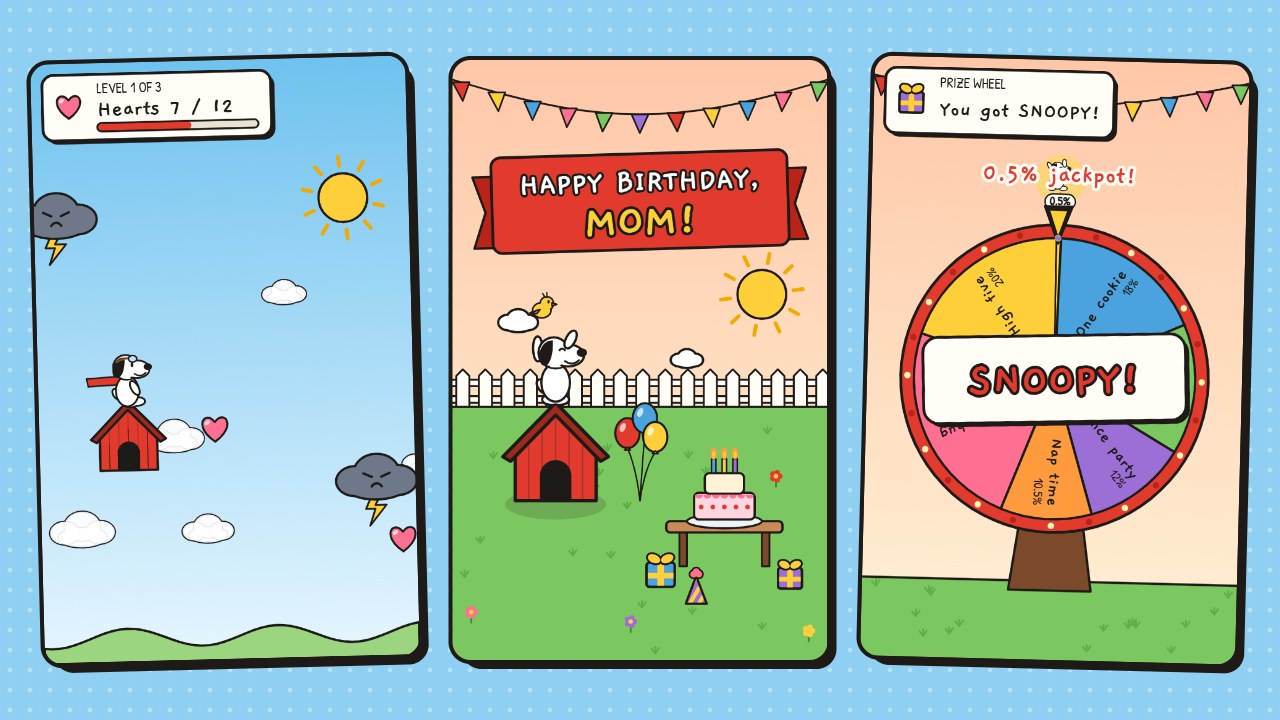 LEVEL 1 OF 3
Hearts 7 / 12
HAPPY BIRTHDAY,
MOM!
PRIZE WHEEL
You got SNOOPY!
0.5% jackpot!
0.5%
High five
20%
One cookie
18%
SNOOPY!
Nap time
10.5%
party
12%